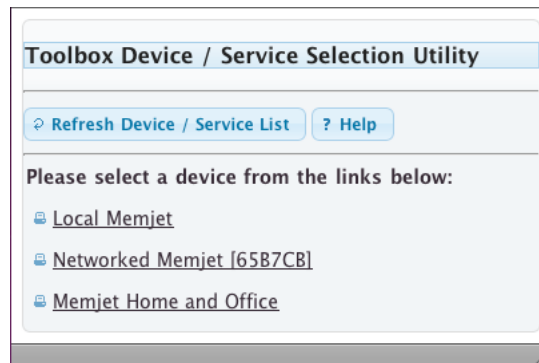 Toolbox Device / Service Selection Utility
Refresh Device / Service List
? Help
Please select a device from the links below:
Local Memjet
Networked Memjet [65B7CB]
Memjet Home and Office